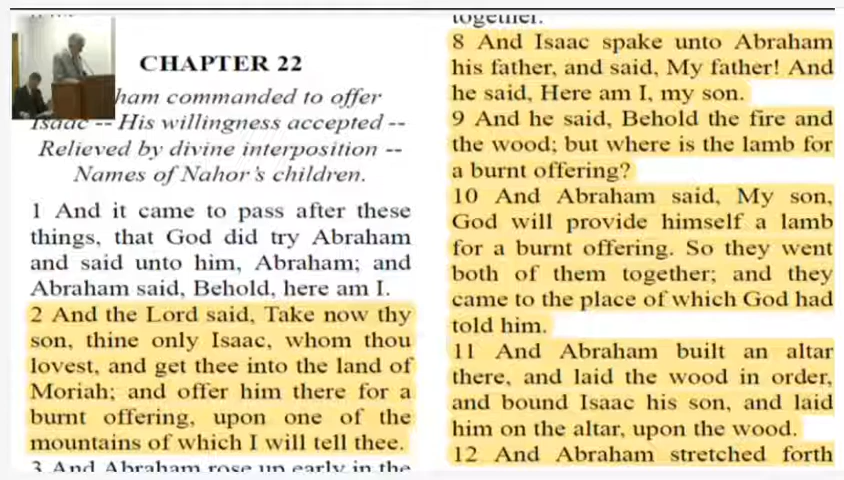 CHAPTER 22
ham commanded to offer
Isaac -- His willingness accepted --
Relieved by divine interposition --
Names of Nahor's children.
1 And it came to pass after these
things, that God did try Abraham
and said unto him, Abraham; and
Abraham said, Behold, here am I.
2 And the Lord said, Take now thy
son, thine only Isaac, whom thou
lovest, and get thee into the land of
Moriah; and offer him there for a
burnt offering, upon one of the
mountains of which I will tell thee.
3 And Abraham rose up early in the
together.
8 And Isaac spake unto Abraham
his father, and said, My father! And
he said, Here am I, my son.
9 And he said, Behold the fire and
the wood; but where is the lamb for
a burnt offering?
10 And Abraham said, My son,
God will provide himself a lamb
for a burnt offering. So they went
both of them together; and they
came to the place of which God had
told him.
11 And Abraham built an altar
there, and laid the wood in order,
and bound Isaac his son, and laid
him on the altar, upon the wood.
12 And Abraham stretched forth